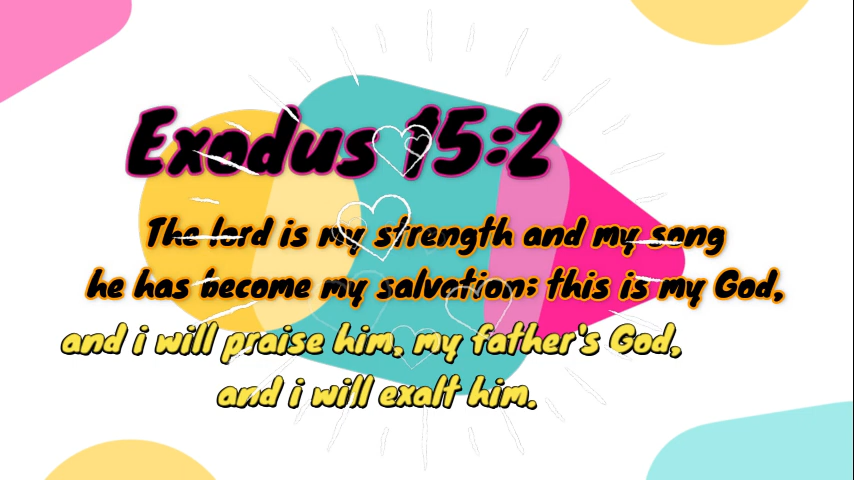 Exodus 15:2
The lord is my strength and my song
he has become my salvation; this is my God,
and i will praise him, my father's God,
and i will exalt him.